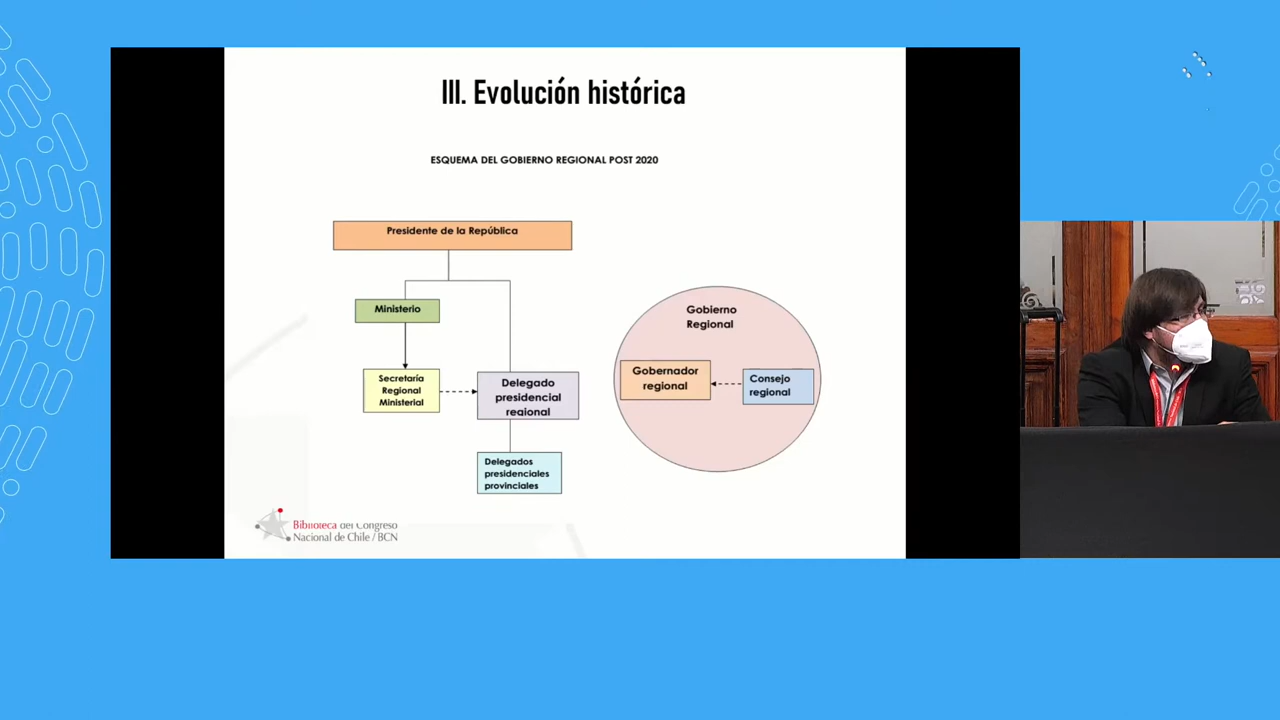 III. Evolución histórica
ESQUEMA DEL GOBIERNO REGIONAL POST 2020
Presidente de la República
Ministerio
Secretaría
Regional
Ministerial
Delegado
presidencial
regional
Delegados
presidenciales
provinciales
Gobierno
Regional
Gobernador
regional
Consejo
regional
Biblioteca del Congreso
Nacional de Chile / BCN